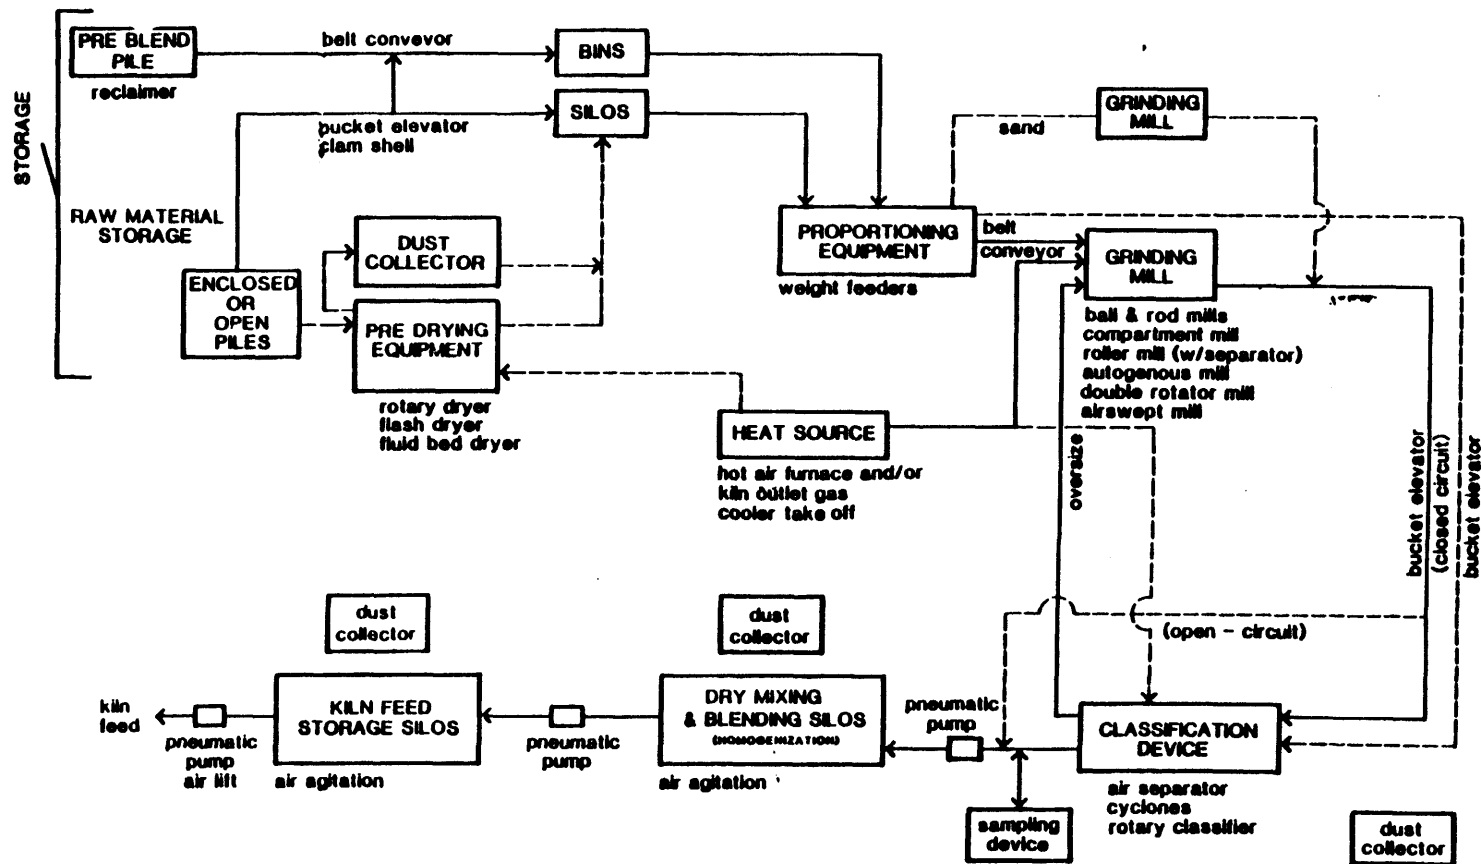 STORAGE
PRE BLEND
PILE
reclaimer
belt conveyor
BINS
SILOS
bucket elevator
clam shell
GRINDING
MILL
sand
RAW MATERIAL
STORAGE
DUST
COLLECTOR
ENCLOSED
OR
OPEN
PILES
PRE DRYING
EQUIPMENT
rotary dryer
flash dryer
fluid bed dryer
PROPORTIONING
EQUIPMENT
weight feeders
belt
conveyor
GRINDING
MILL
ball & rod mills
compartment mill
roller mill (w/separator)
autogenous mill
double rotator mill
airswept mill
HEAT SOURCE
hot air furnace and/or
kiln outlet gas
cooler take off
oversize
bucket elevator
(closed circuit)
bucket elevator
(open - circuit)
dust
collector
dust
collector
kiln
feed
pneumatic
pump
air lift
KILN FEED
STORAGE SILOS
air agitation
pneumatic
pump
DRY MIXING
& BLENDING SILOS
(HOMOGENIZATION)
air agitation
pneumatic
pump
sampling
device
CLASSIFICATION
DEVICE
air separator
cyclones
rotary classifier
dust
collector